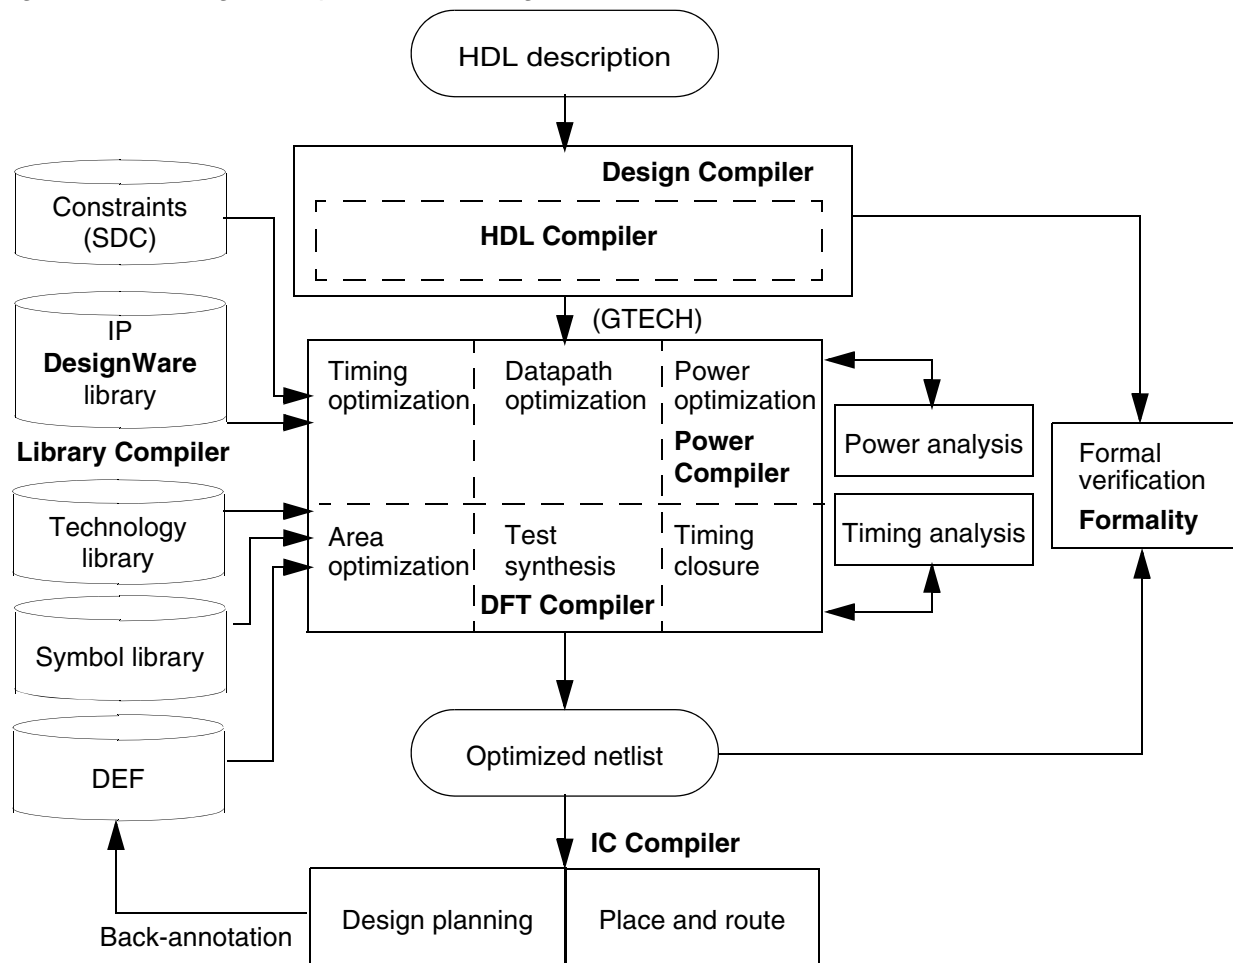 HDL description
Design Compiler
HDL Compiler
Constraints
(SDC)
(GTECH)
IP
DesignWare
library
Library Compiler
Timing
optimization
Datapath
optimization
Power
optimization
Power
Compiler
Power analysis
Formal
verification
Formality
Technology
library
Area
optimization
Test
synthesis
DFT Compiler
Timing
closure
Timing analysis
Symbol library
DEF
Optimized netlist
IC Compiler
Design planning
Place and route
Back-annotation